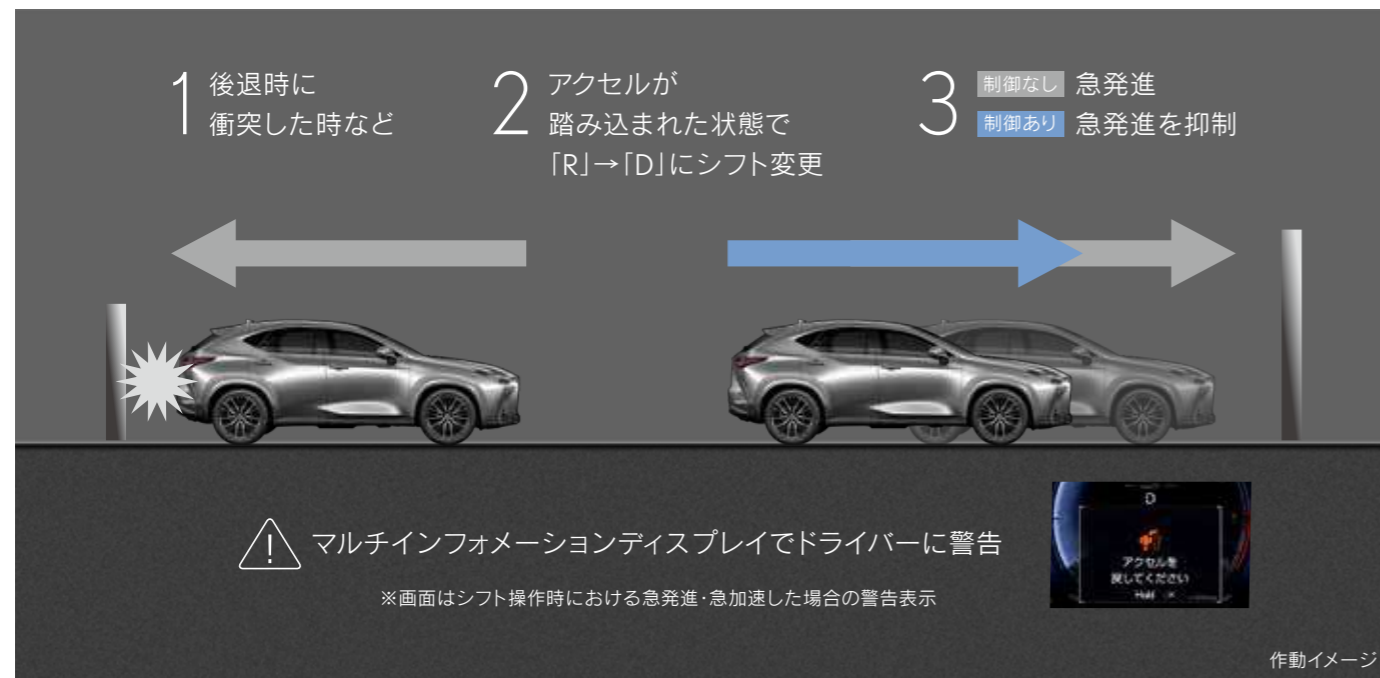 1
後退時に
衝突した時など
2
アクセルが
踏み込まれた状態で
「R」→「D」にシフト変更
3
制御なし 急発進
制御あり 急発進を抑制
マルチインフォメーションディスプレイでドライバーに警告
※画面はシフト操作時における急発進・急加速した場合の警告表示
D
アクセルを
戻してください
Hold
作動イメージ